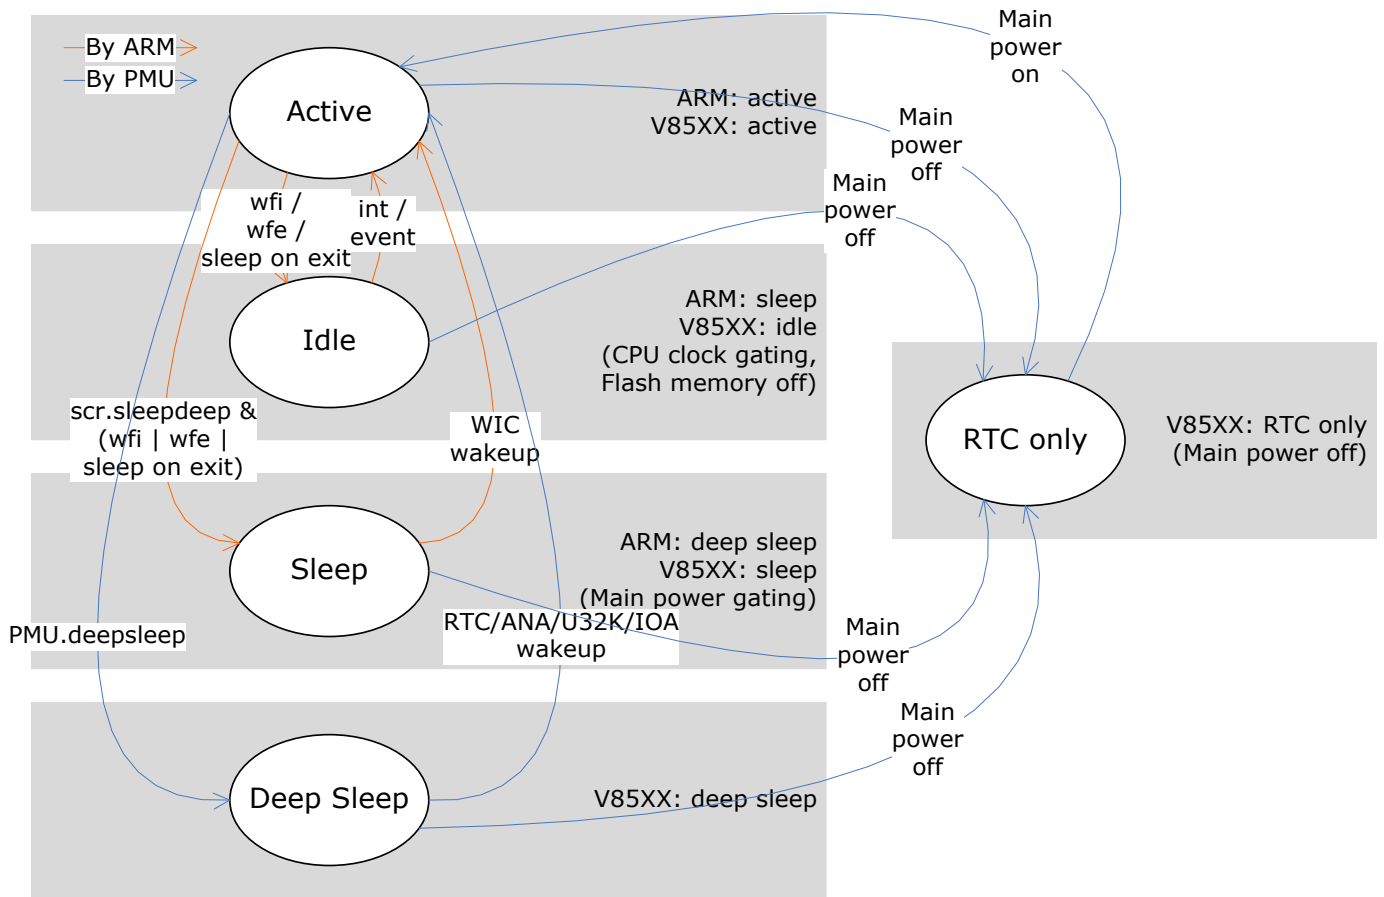 By ARM
By PMU
Active
ARM: active
V85XX: active
Main
power
on
Main
power
off
Main
power
off
wfi /
wfe /
sleep on exit
int /
event
Idle
ARM: sleep
V85XX: idle
(CPU clock gating,
Flash memory off)
scr.sleepdeep &
(wfi | wfe |
sleep on exit)
WIC
wakeup
RTC only
V85XX: RTC only
(Main power off)
Sleep
ARM: deep sleep
V85XX: sleep
(Main power gating)
PMU.deepsleep
RTC/ANA/U32K/IOA
wakeup
Main
power
off
Main
power
off
Deep Sleep
V85XX: deep sleep